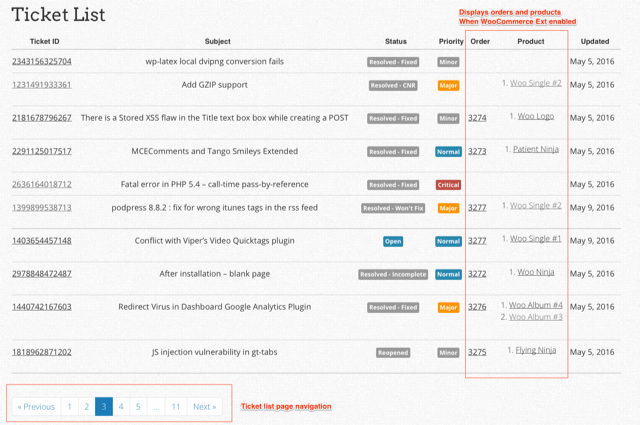 Ticket List
Displays orders and products
When WooCommerce Ext enabled
Ticket ID Subject Status Priority Order Product Updated
2343156325704 wp-latex local dvipng conversion fails Resolved - Fixed Minor May 5, 2016
1231491933361 Add GZIP support Resolved - CNR Major 1. Woo Single #2 May 5, 2016
2181678796267 There is a Stored XSS flaw in the Title text box box while creating a POST Resolved - Fixed Minor 3274 1. Woo Logo May 5, 2016
2291125017517 MCEComments and Tango Smileys Extended Resolved - Fixed Normal 3273 1. Patient Ninja May 5, 2016
2636164018712 Fatal error in PHP 5.4 – call-time pass-by-reference Resolved - Fixed Critical May 5, 2016
1399899538713 podpress 8.8.2 : fix for wrong itunes tags in the rss feed Resolved - Won't Fix Major 3277 1. Woo Single #2 May 9, 2016
1403654457148 Conflict with Viper's Video Quicktags plugin Open Normal 3277 1. Woo Single #1 May 9, 2016
2978848472487 After installation – blank page Resolved - Incomplete Normal 3272 1. Woo Ninja May 5, 2016
1440742167603 Redirect Virus in Dashboard Google Analytics Plugin Resolved - Fixed Major 3276 1. Woo Album #4 May 5, 2016
2. Woo Album #3
1818962871202 JS injection vulnerability in gt-tabs Reopened Minor 3275 1. Flying Ninja May 5, 2016
« Previous 1 2 3 4 5 ... 11 Next » Ticket list page navigation